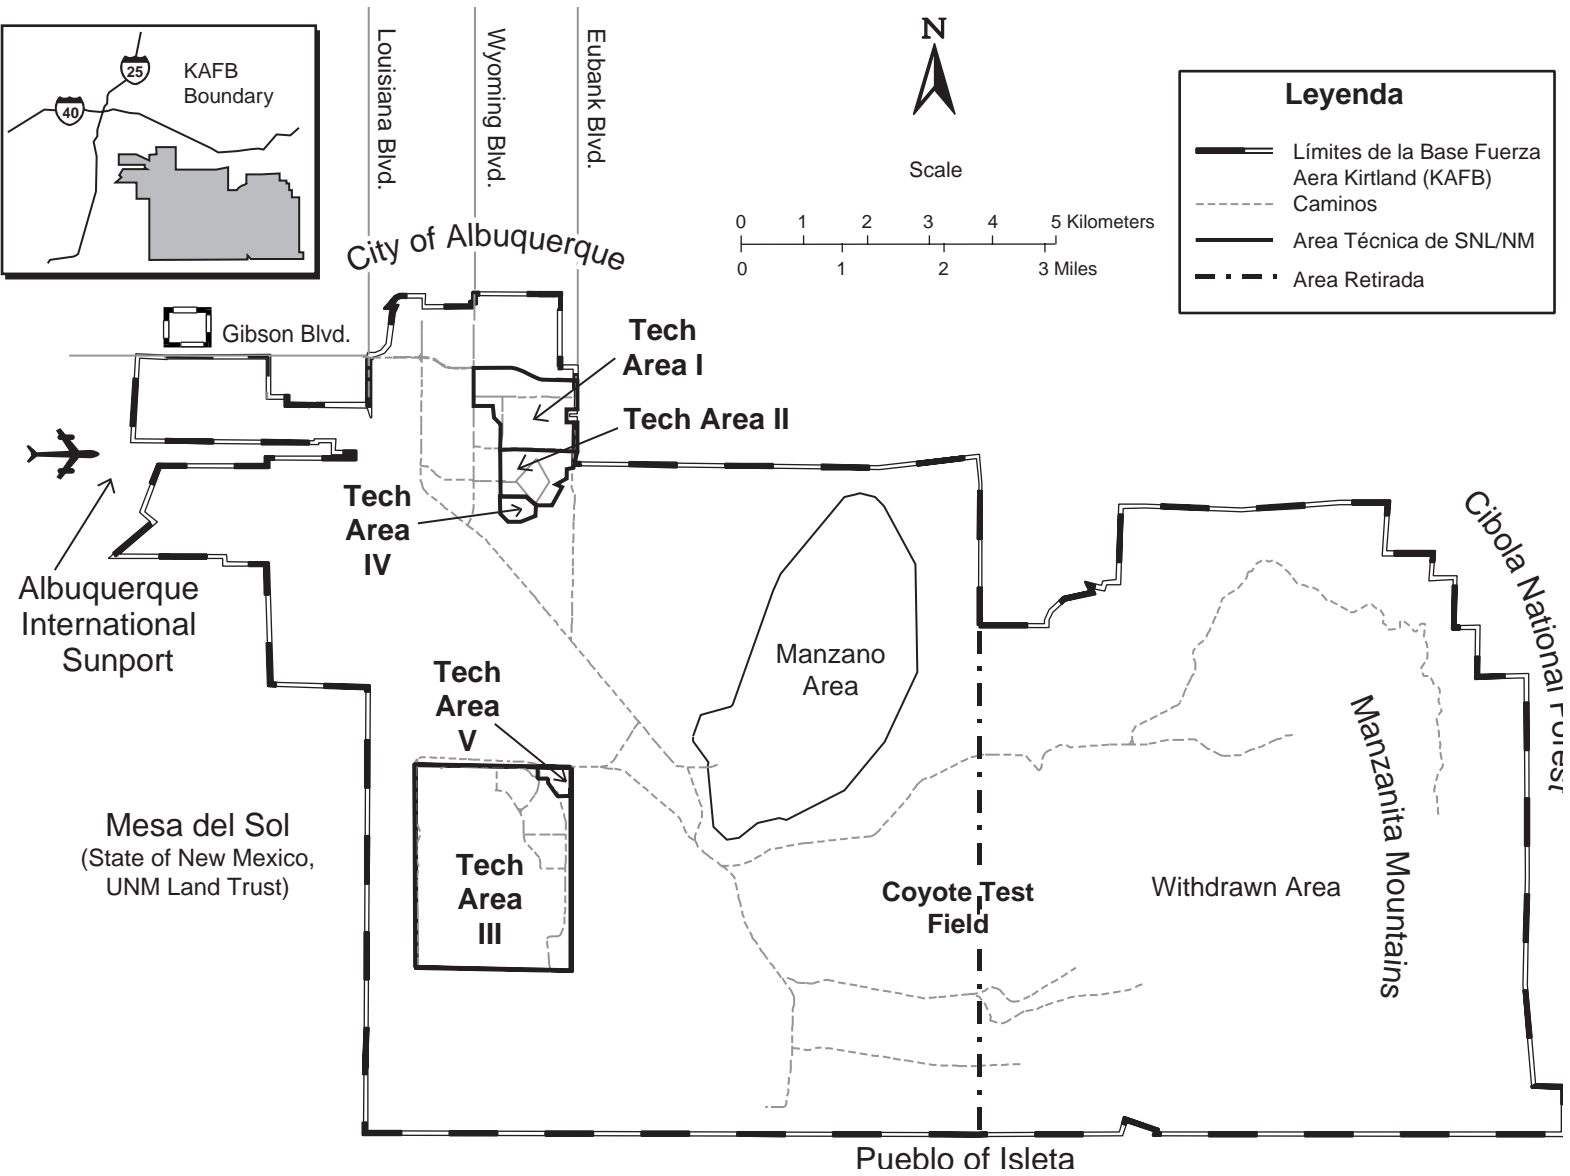 25
40
KAFB
Boundary
Louisiana Blvd.
Wyoming Blvd.
Eubank Blvd.
N
Scale
0 1 2 3 4 5 Kilometers
0 1 2 3 Miles
Leyenda
Límites de la Base Fuerza
Aera Kirtland (KAFB)
Caminos
Area Técnica de SNL/NM
Area Retirada
City of Albuquerque
Gibson Blvd.
Tech
Area I
Tech Area II
Tech
Area
IV
Albuquerque
International
Sunport
Cibola National Forest
Manzano
Area
Tech
Area
V
Manzanita Mountains
Mesa del Sol
(State of New Mexico,
UNM Land Trust)
Tech
Area
III
Coyote Test
Field
Withdrawn Area
Pueblo of Isleta